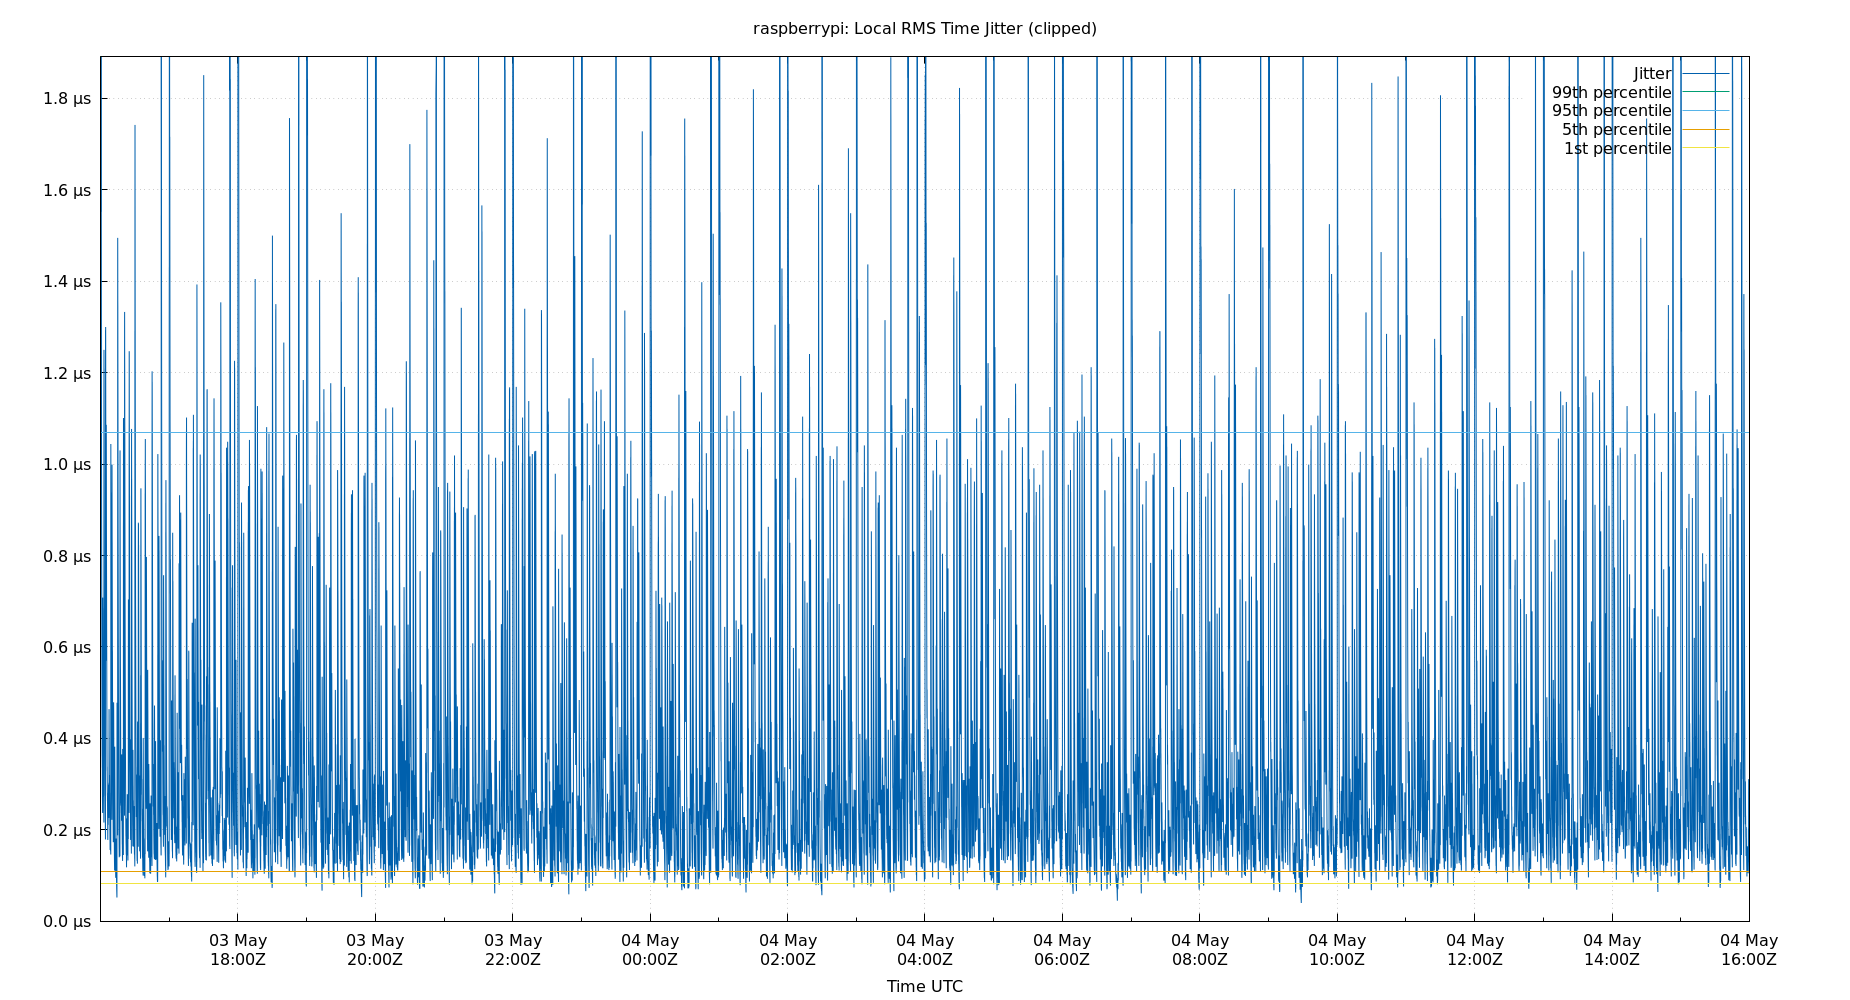 raspberrypi: Local RMS Time Jitter (clipped)
Jitter
99th percentile
95th percentile
5th percentile
1st percentile
1.8 µs
1.6 µs
1.4 µs
1.2 µs
1.0 µs
0.8 µs
0.6 µs
0.4 µs
0.2 µs
0.0 µs
03 May 03 May 03 May 04 May 04 May 04 May 04 May 04 May 04 May 04 May 04 May 04 May
18:00Z 20:00Z 22:00Z 00:00Z 02:00Z 04:00Z 06:00Z 08:00Z 10:00Z 12:00Z 14:00Z 16:00Z
Time UTC